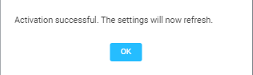 Activation successful. The settings will now refresh.
OK